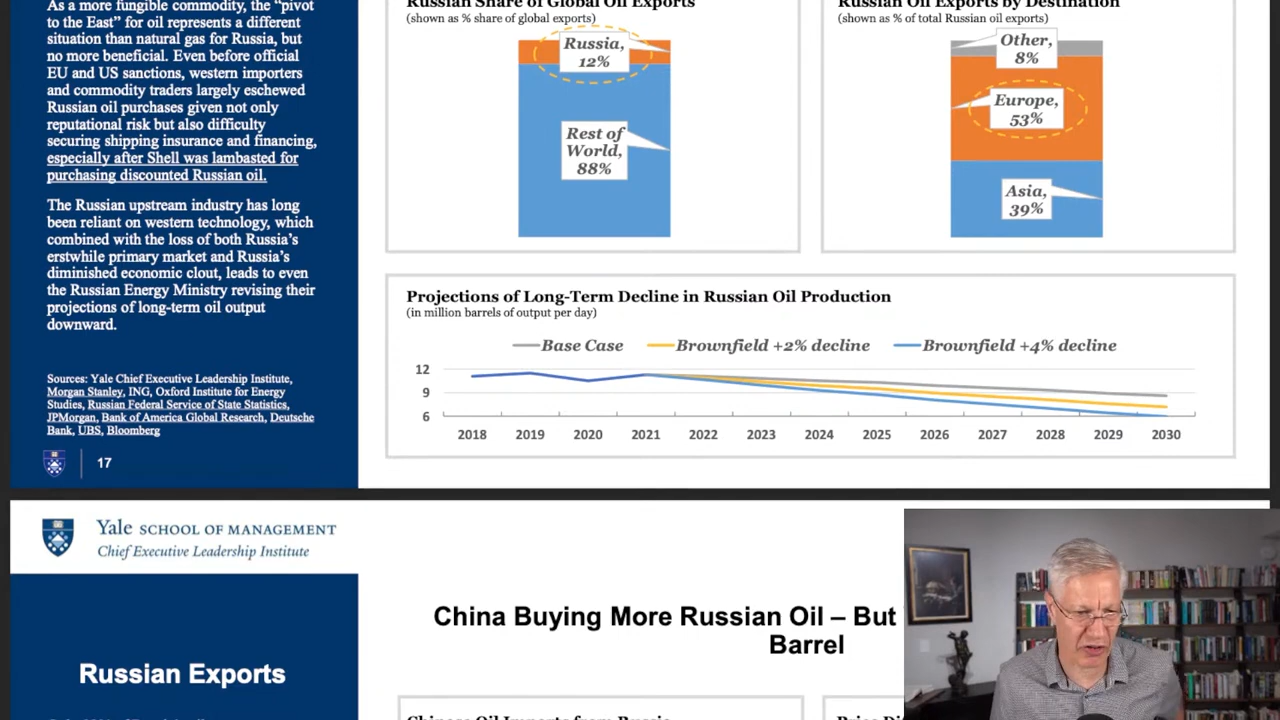 As a more fungible commodity, the “pivot
to the East” for oil represents a different
situation than natural gas for Russia, but
no more beneficial. Even before official
EU and US sanctions, western importers
and commodity traders largely eschewed
Russian oil purchases given not only
reputational risk but also difficulty
securing shipping insurance and financing,
especially after Shell was lambasted for
purchasing discounted Russian oil.
The Russian upstream industry has long
been reliant on western technology, which
combined with the loss of both Russia’s
erstwhile primary market and Russia’s
diminished economic clout, leads to even
the Russian Energy Ministry revising their
projections of long-term oil output
downward.
Sources: Yale Chief Executive Leadership Institute,
Morgan Stanley, ING, Oxford Institute for Energy
Studies, Russian Federal Service of State Statistics,
JPMorgan, Bank of America Global Research, Deutsche
Bank, UBS, Bloomberg
17
Russian Share of Global Oil Exports
(shown as % share of global exports)
Russia,
12%
Rest of
World,
88%
Russian Oil Exports by Destination
(shown as % of total Russian oil exports)
Other,
8%
Europe,
53%
Asia,
39%
Projections of Long-Term Decline in Russian Oil Production
(in million barrels of output per day)
Base Case Brownfield +2% decline Brownfield +4% decline
12
9
6
2018 2019 2020 2021 2022 2023 2024 2025 2026 2027 2028 2029 2030
Yale SCHOOL OF MANAGEMENT
Chief Executive Leadership Institute
Russian Exports
China Buying More Russian Oil – But
Barrel
Chinese Oil Imports from Russia